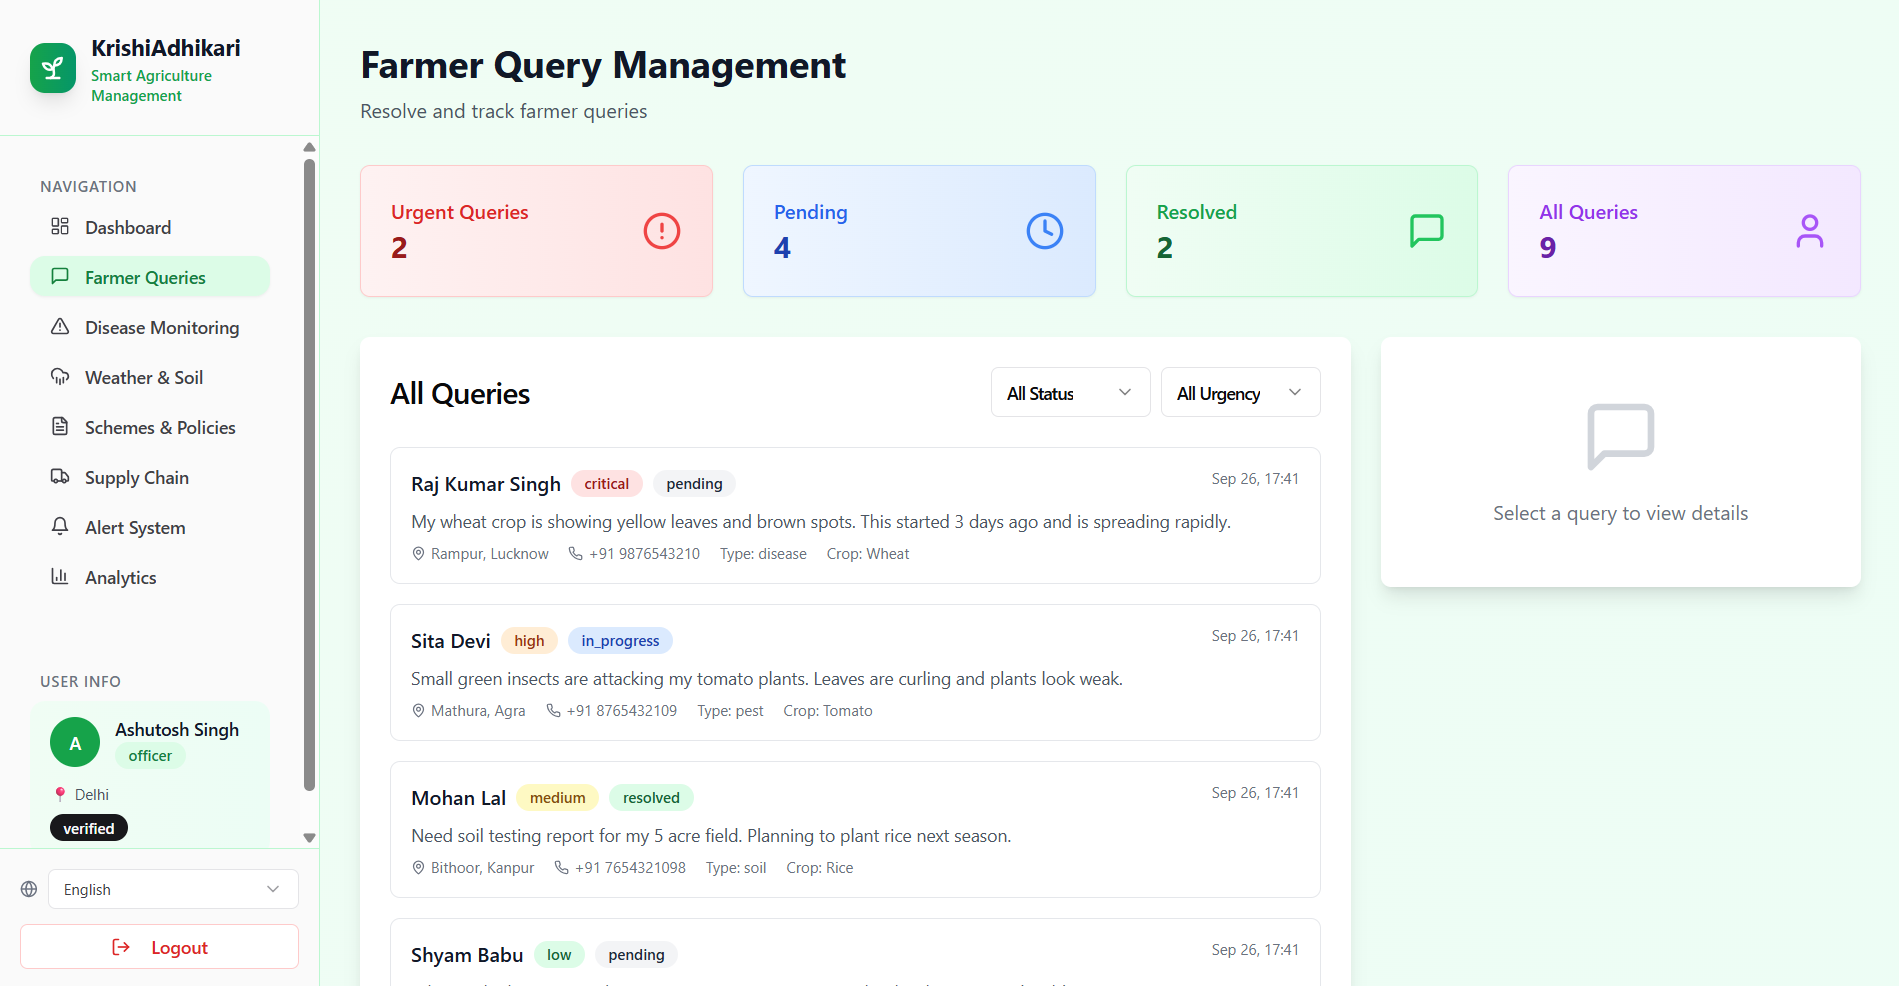 KrishiAdhikari
Smart Agriculture
Management
NAVIGATION
Dashboard
Farmer Queries
Disease Monitoring
Weather & Soil
Schemes & Policies
Supply Chain
Alert System
Analytics
USER INFO
A
Ashutosh Singh
officer
Delhi
verified
English
Logout
Farmer Query Management
Resolve and track farmer queries
Urgent Queries
2
Pending
4
Resolved
2
All Queries
9
All Queries
All Status
All Urgency
Raj Kumar Singh critical pending Sep 26, 17:41
My wheat crop is showing yellow leaves and brown spots. This started 3 days ago and is spreading rapidly.
Rampur, Lucknow +91 9876543210 Type: disease Crop: Wheat
Sita Devi high in_progress Sep 26, 17:41
Small green insects are attacking my tomato plants. Leaves are curling and plants look weak.
Mathura, Agra +91 8765432109 Type: pest Crop: Tomato
Mohan Lal medium resolved Sep 26, 17:41
Need soil testing report for my 5 acre field. Planning to plant rice next season.
Bithoor, Kanpur +91 7654321098 Type: soil Crop: Rice
Shyam Babu low pending Sep 26, 17:41
Select a query to view details